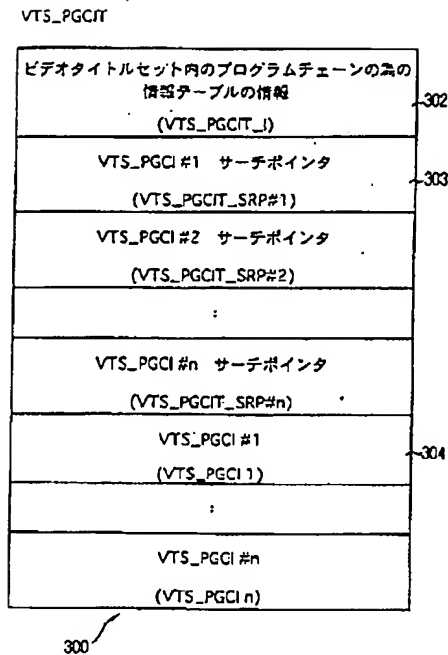 VTS_PGCIT
ビデオタイトルセット内のプログラムチェーンの為の
情報テーブルの情報
(VTS_PGCIT_I)
302
VTS_PGCI #1 サーチポインタ
(VTS_PGCIT_SRP#1)
303
VTS_PGCI #2 サーチポインタ
(VTS_PGCIT_SRP#2)
:
VTS_PGCI #n サーチポインタ
(VTS_PGCIT_SRP#n)
VTS_PGCI #1
(VTS_PGCI 1)
304
:
VTS_PGCI #n
(VTS_PGCI n)
300